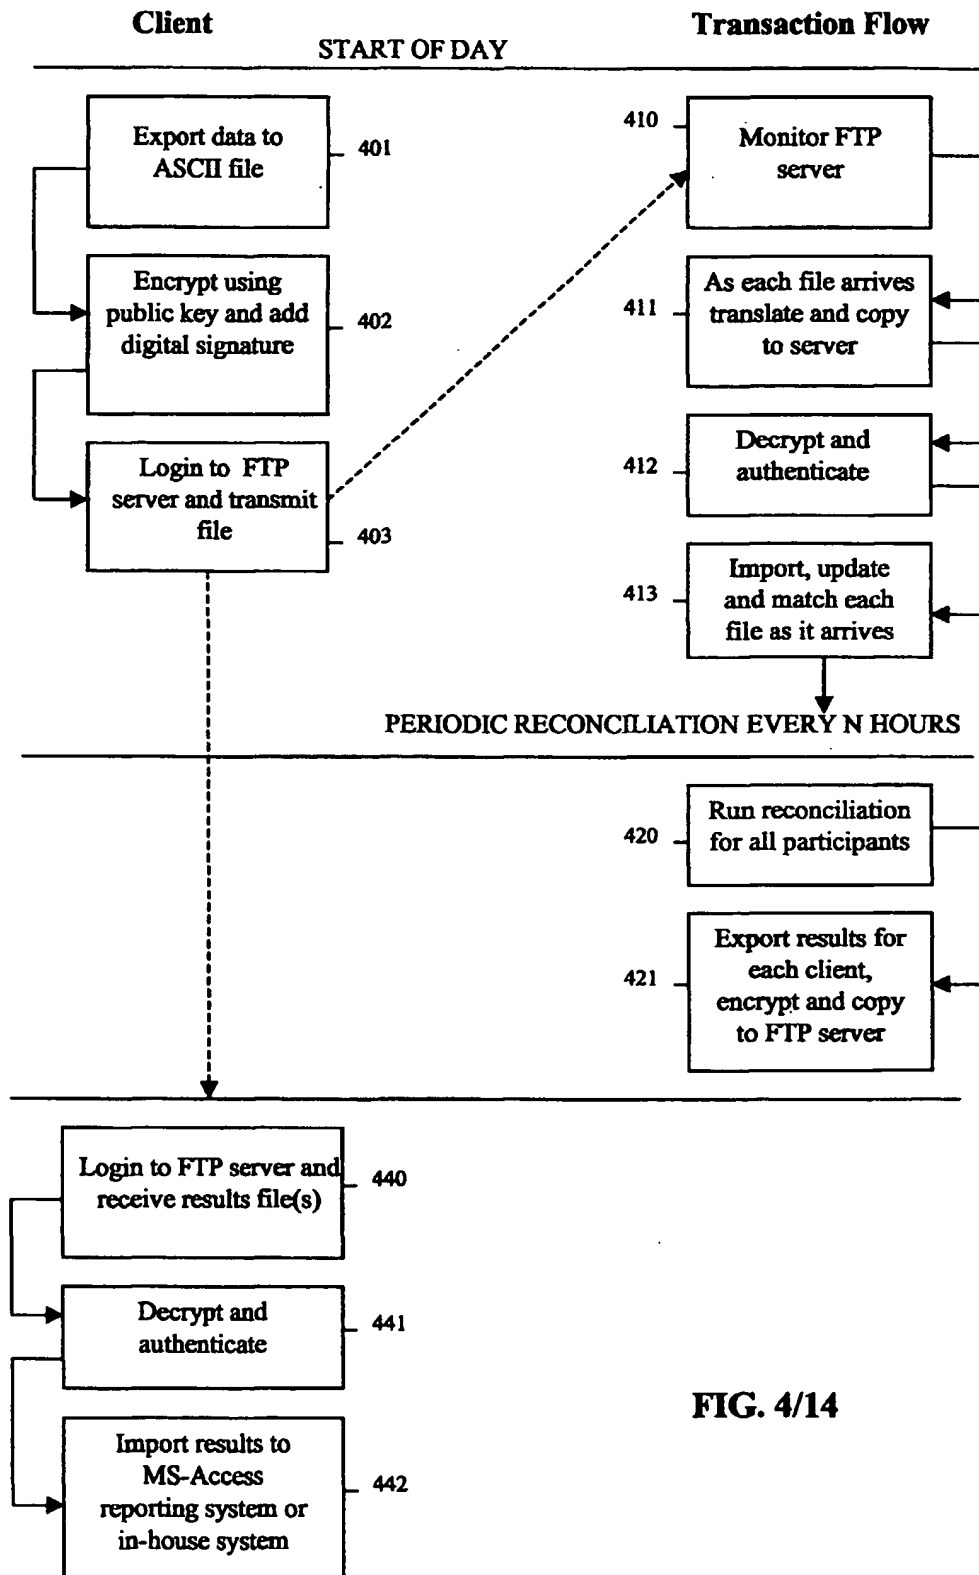 Client
Transaction Flow
START OF DAY
Export data to
ASCII file
401
Encrypt using
public key and add
digital signature
402
Login to FTP
server and transmit
file
403
410
Monitor FTP
server
411
As each file arrives
translate and copy
to server
412
Decrypt and
authenticate
413
Import, update
and match each
file as it arrives
PERIODIC RECONCILIATION EVERY N HOURS
420
Run reconciliation
for all participants
421
Export results for
each client,
encrypt and copy
to FTP server
Login to FTP server and
receive results file(s)
440
Decrypt and
authenticate
441
Import results to
MS-Access
reporting system or
in-house system
442
FIG. 4/14